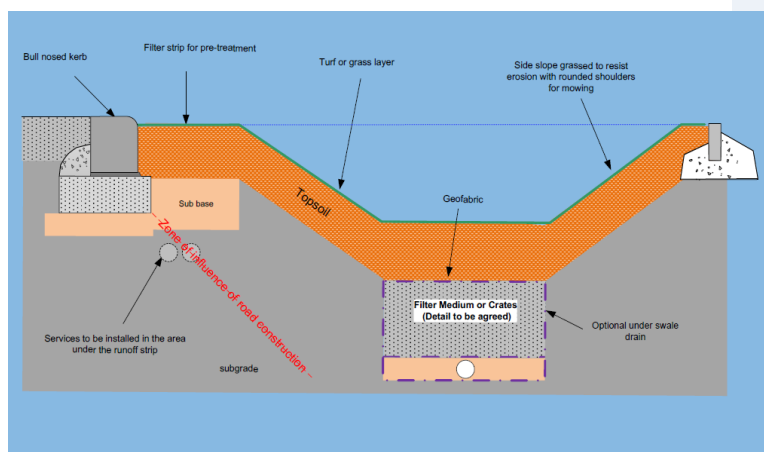 Bull nosed kerb
Filter strip for pre-treatment
Turf or grass layer
Side slope grassed to resist
erosion with rounded shoulders
for mowing
Sub base
Topsoil
Geofabric
- Zone of influence of road construction -
Filter Medium or Crates
(Detail to be agreed)
Optional under swale
drain
Services to be installed in the area
under the runoff strip
subgrade